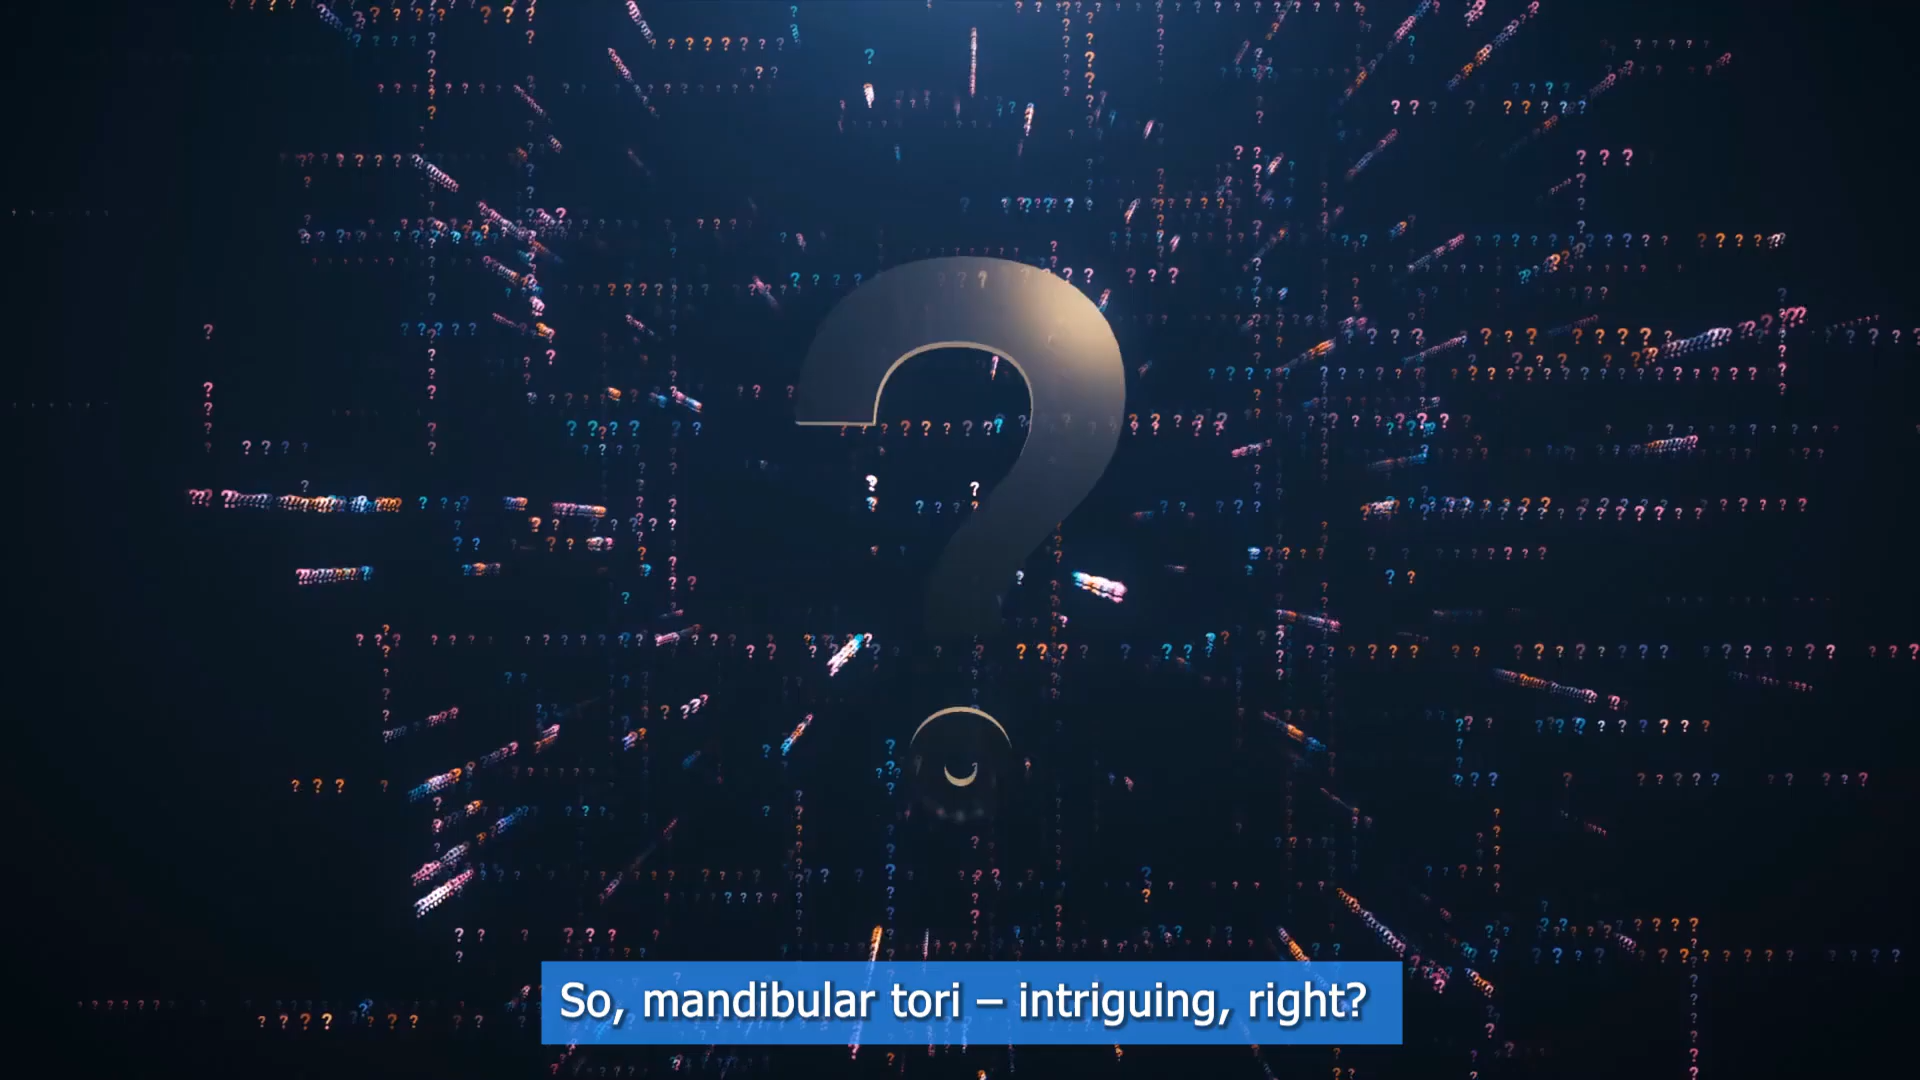 ?
So, mandibular tori – intriguing, right?